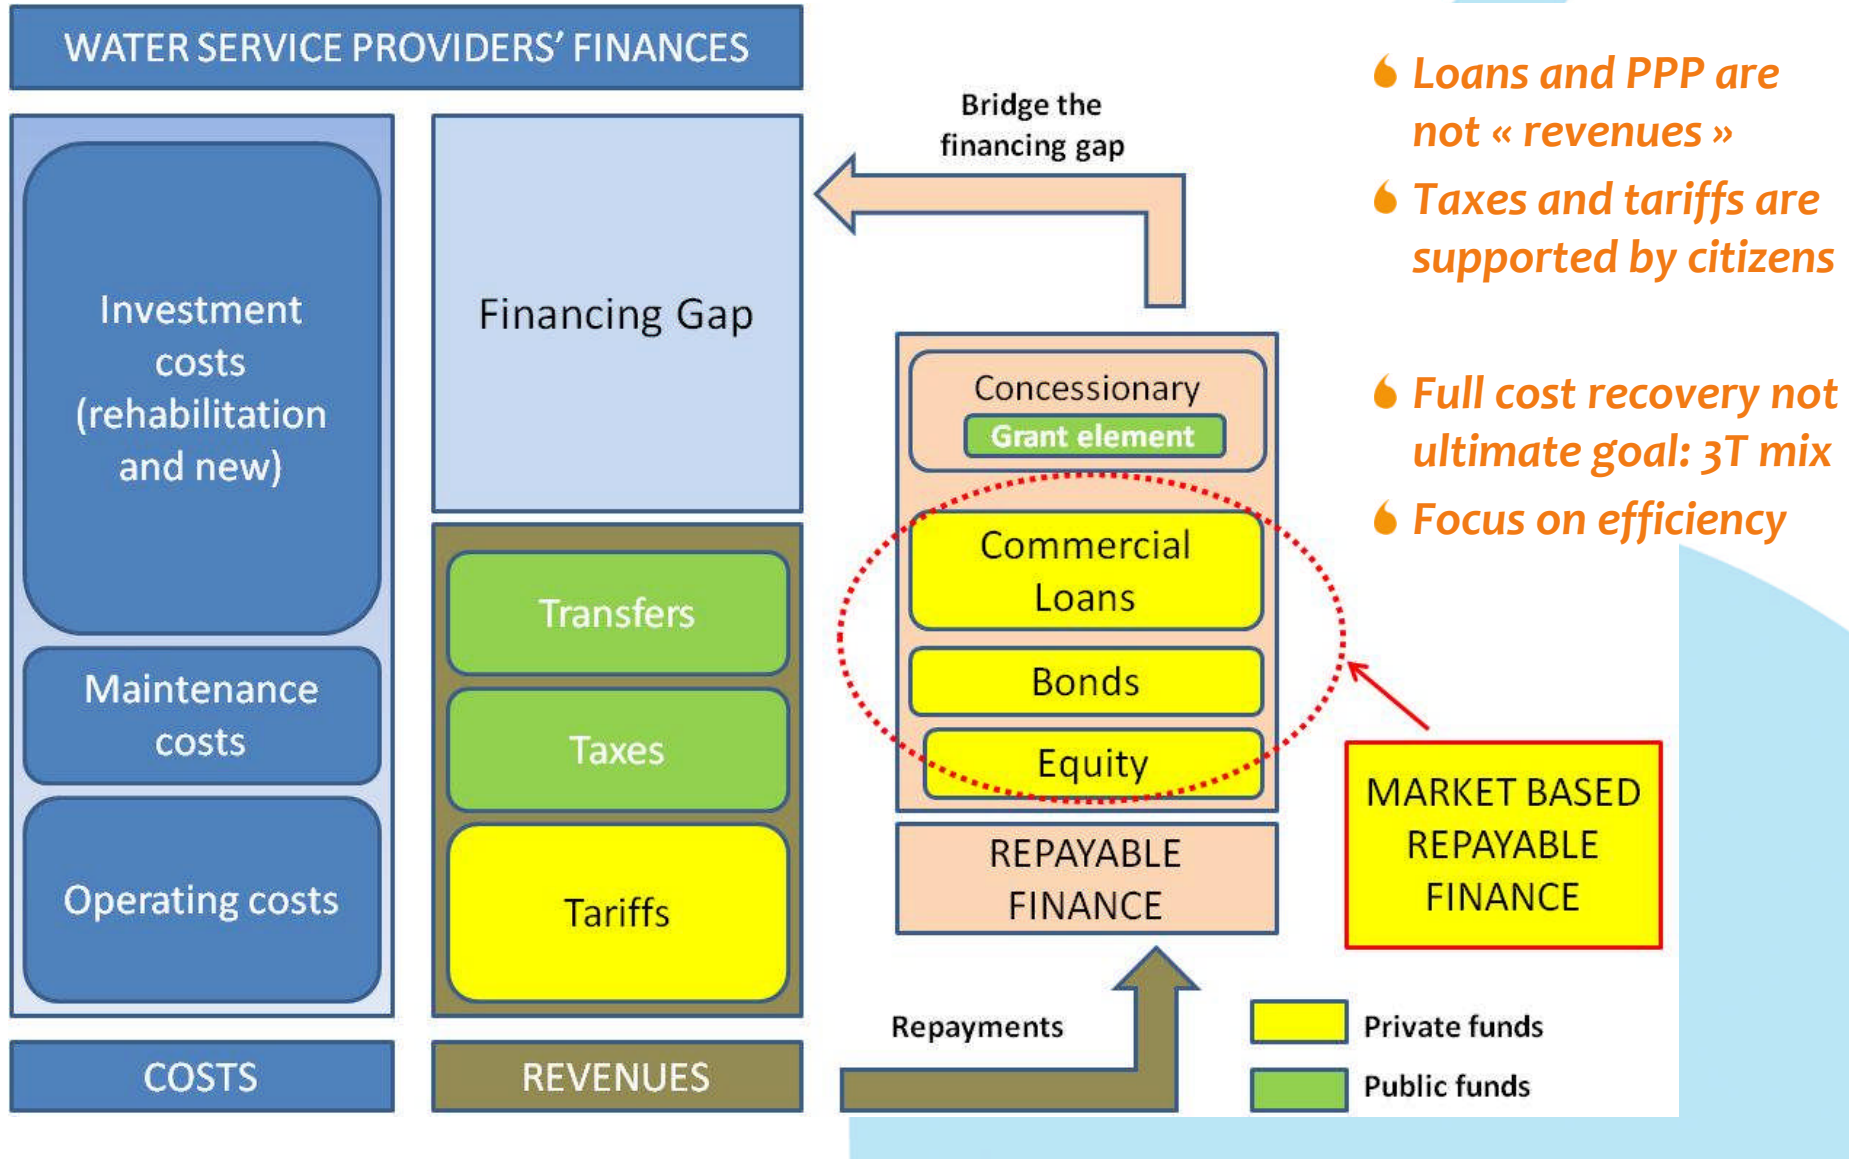 WATER SERVICE PROVIDERS’ FINANCES
Investment
costs
(rehabilitation
and new)
Maintenance
costs
Operating costs
COSTS
Financing Gap
Transfers
Taxes
Tariffs
REVENUES
Bridge the
financing gap
Concessionary
Grant element
Commercial
Loans
Bonds
Equity
REPAYABLE
FINANCE
Repayments
MARKET BASED
REPAYABLE
FINANCE
Private funds
Public funds
Loans and PPP are
not « revenues »
Taxes and tariffs are
supported by citizens
Full cost recovery not
ultimate goal: 3T mix
Focus on efficiency